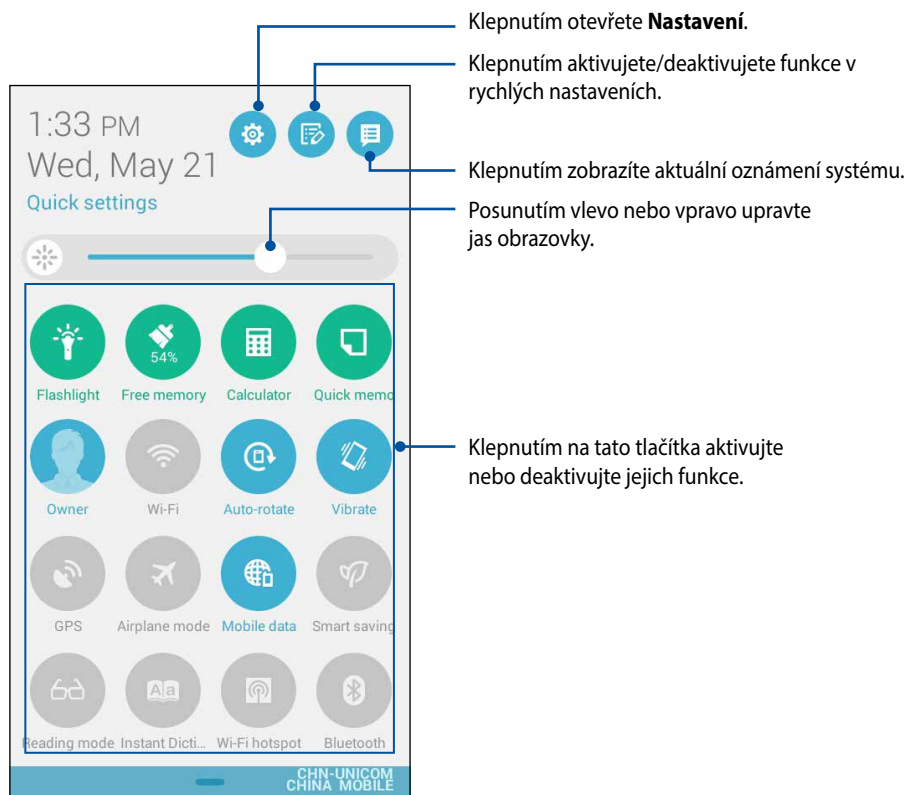 Klepnutím otevřete Nastavení.
Klepnutím aktivujete/deaktivujete funkce v
rychlých nastaveních.
Klepnutím zobrazíte aktuální oznámení systému.
Posunutím vlevo nebo vpravo upravte
jas obrazovky.
1:33 PM
Wed, May 21
Quick settings
54%
Flashlight Free memory Calculator Quick memo
Klepnutím na tato tlačítka aktivujte
nebo deaktivujte jejich funkce.
Owner Wi-Fi Auto-rotate Vibrate
GPS Airplane mode Mobile data Smart saving
Aa
Reading mode Instant Dicti... Wi-Fi hotspot Bluetooth
CHN-UNICOM
CHINA MOBILE